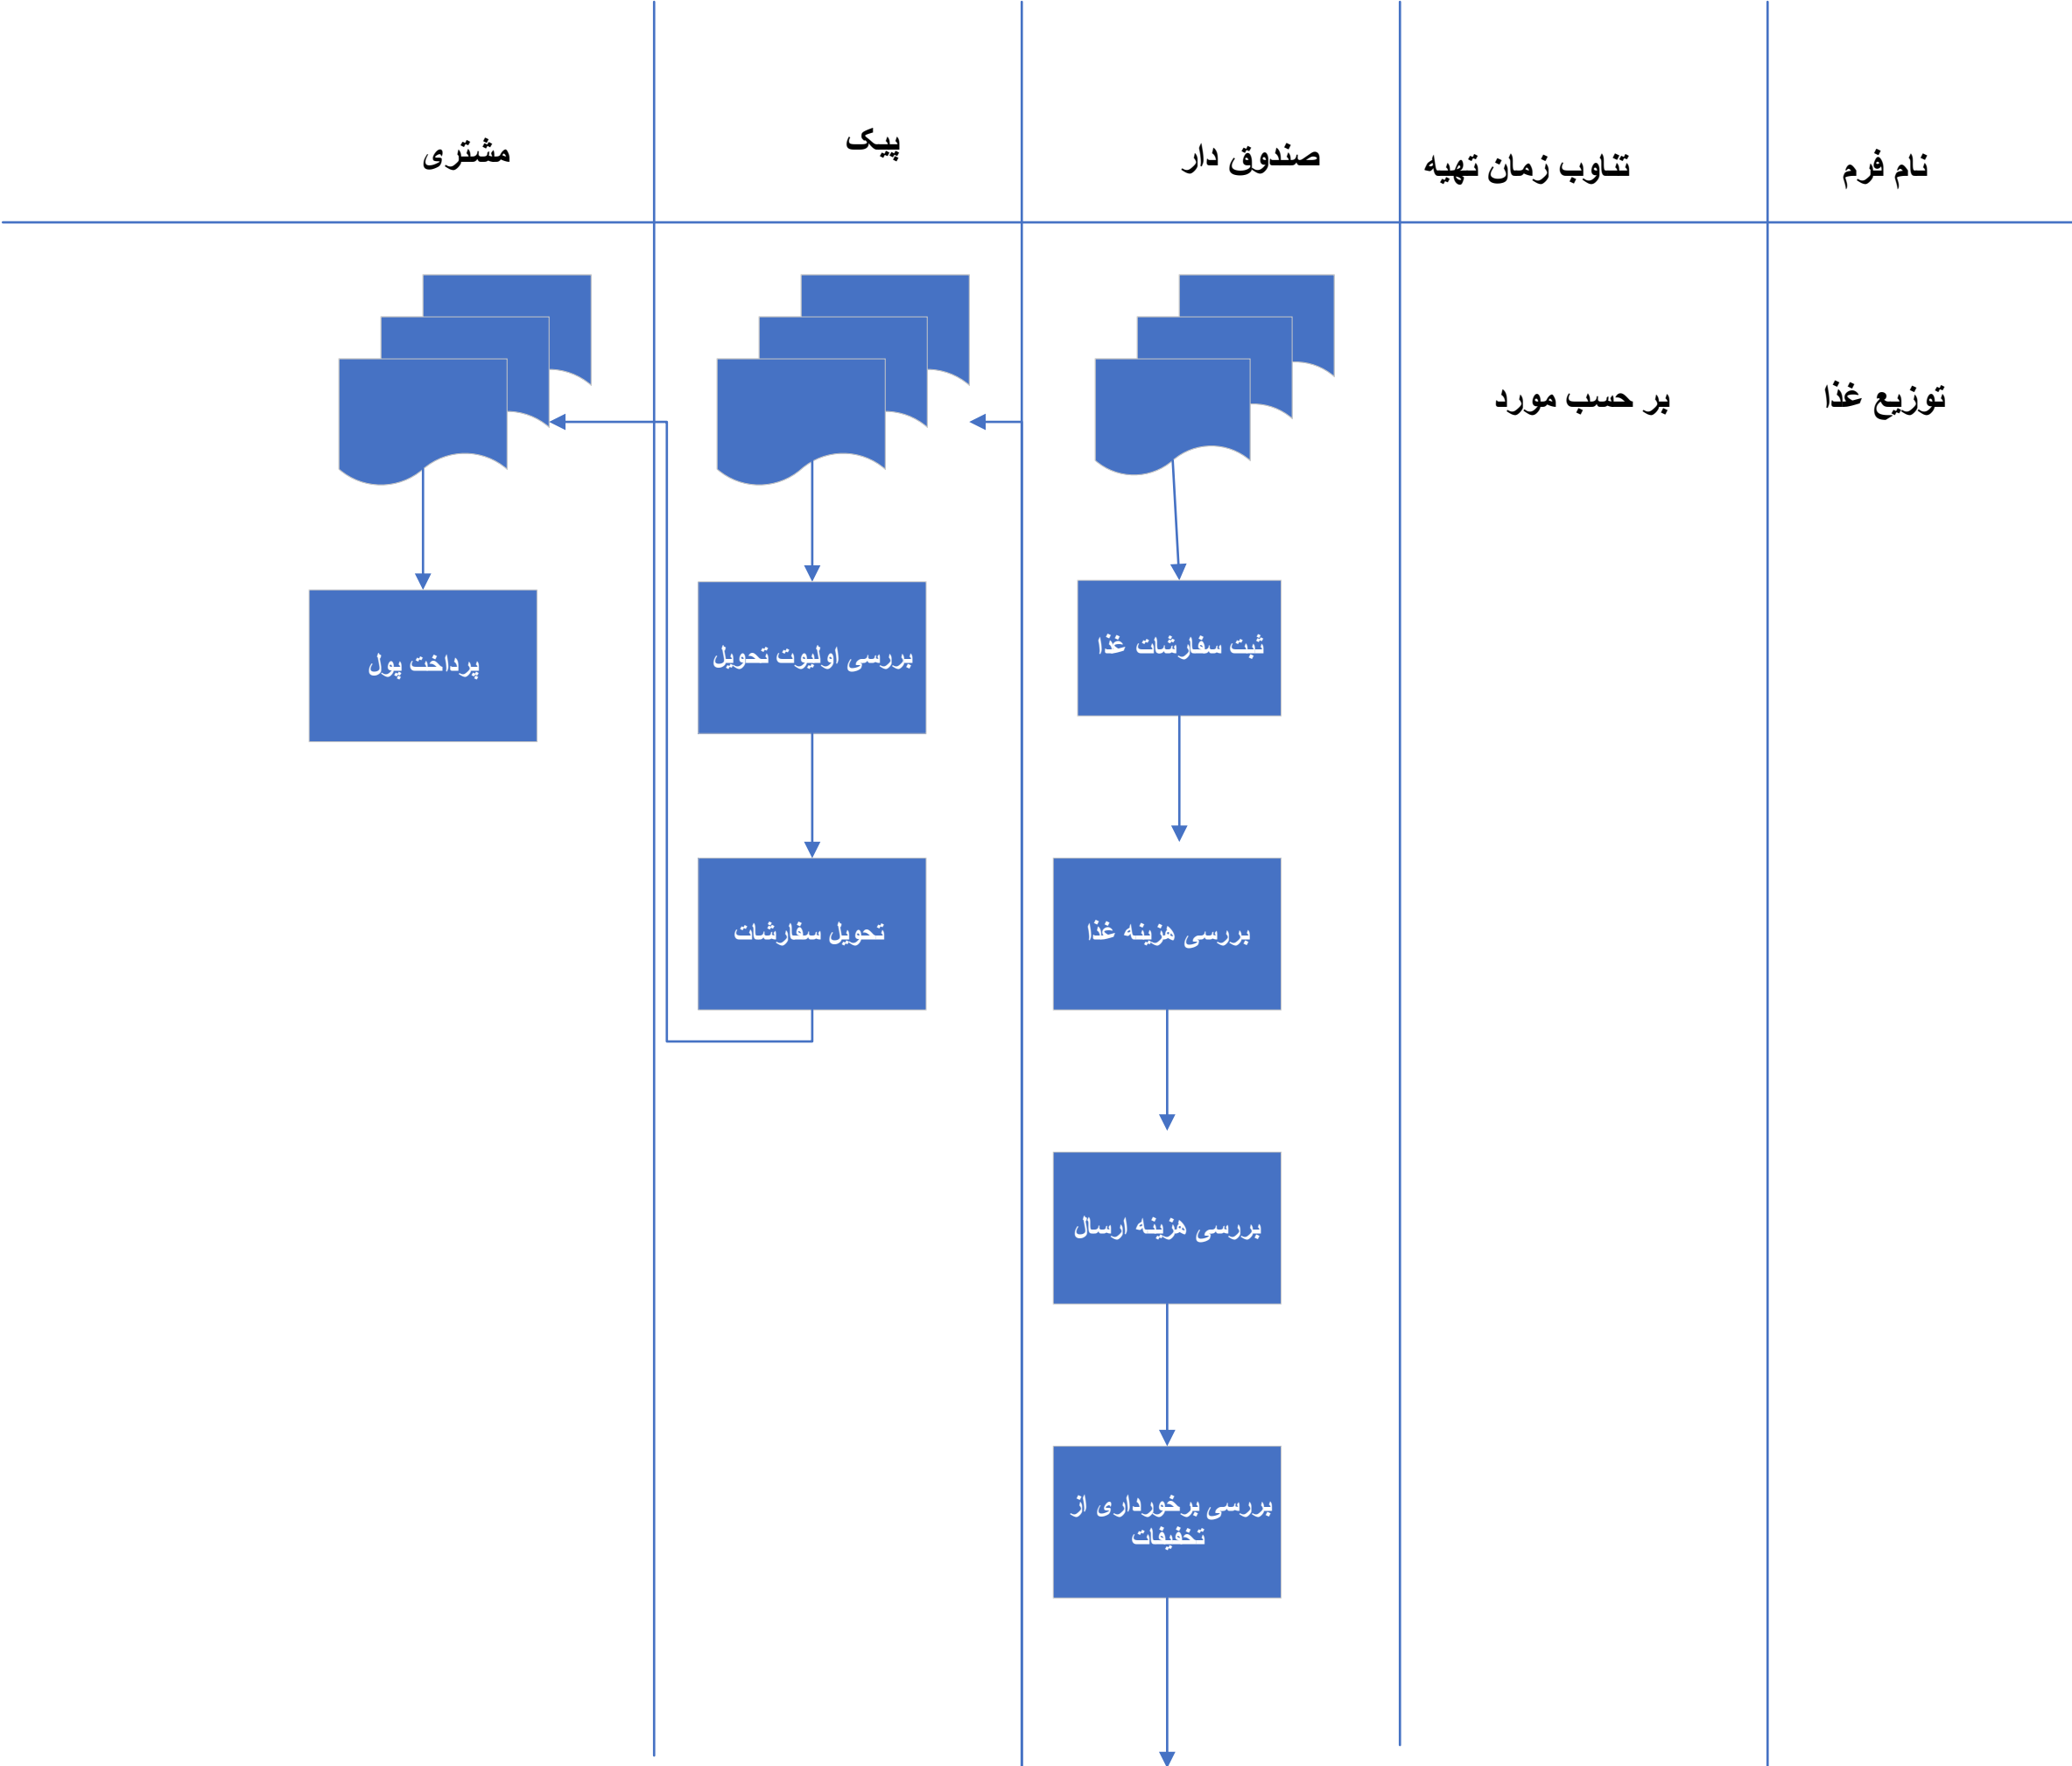 نام فرم
تناوب زمان تهیه
صندوق دار
پیک
مشتری
توزیع غذا
بر حسب مورد
ثبت سفارشات غذا
بررسی هزینه غذا
بررسی هزینه ارسال
بررسی برخورداری از
تخفیفات
بررسی اولیوت تحویل
تحویل سفارشات
پرداخت پول